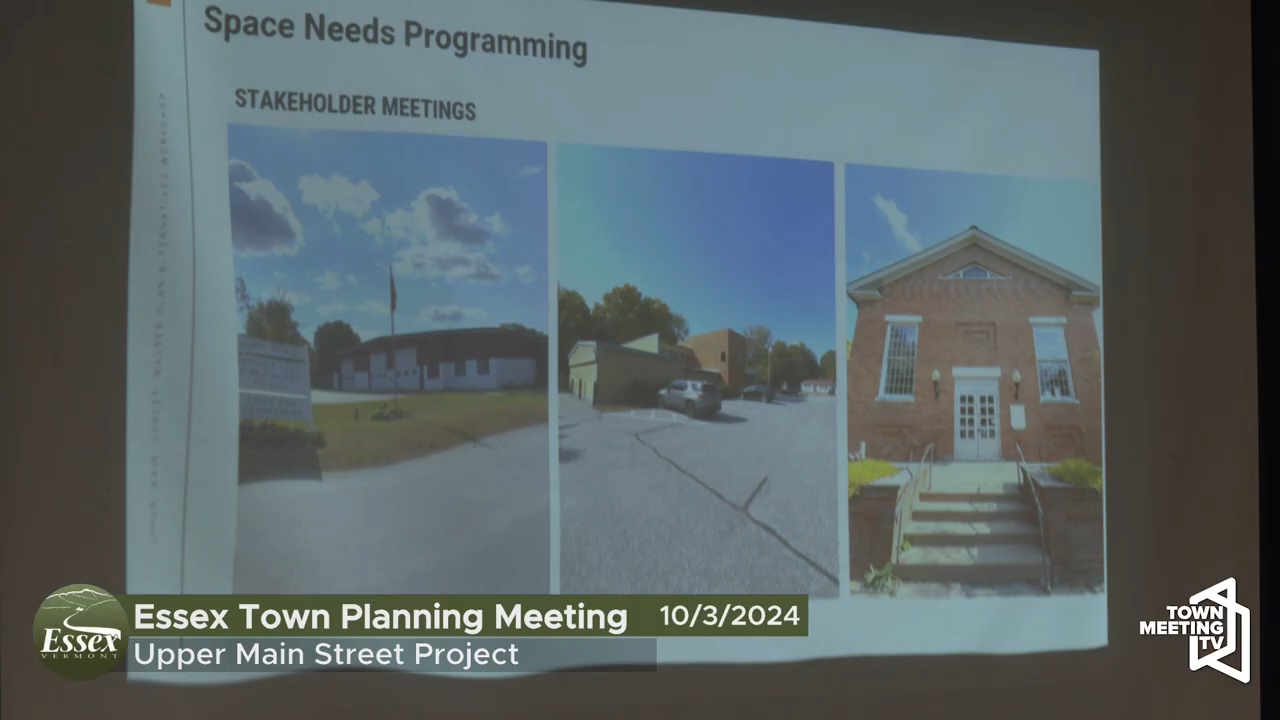 Space Needs Programming
STAKEHOLDER MEETINGS
Essex Town Planning Meeting 10/3/2024
Upper Main Street Project
Essex
VERMONT
TOWN
MEETING
TV